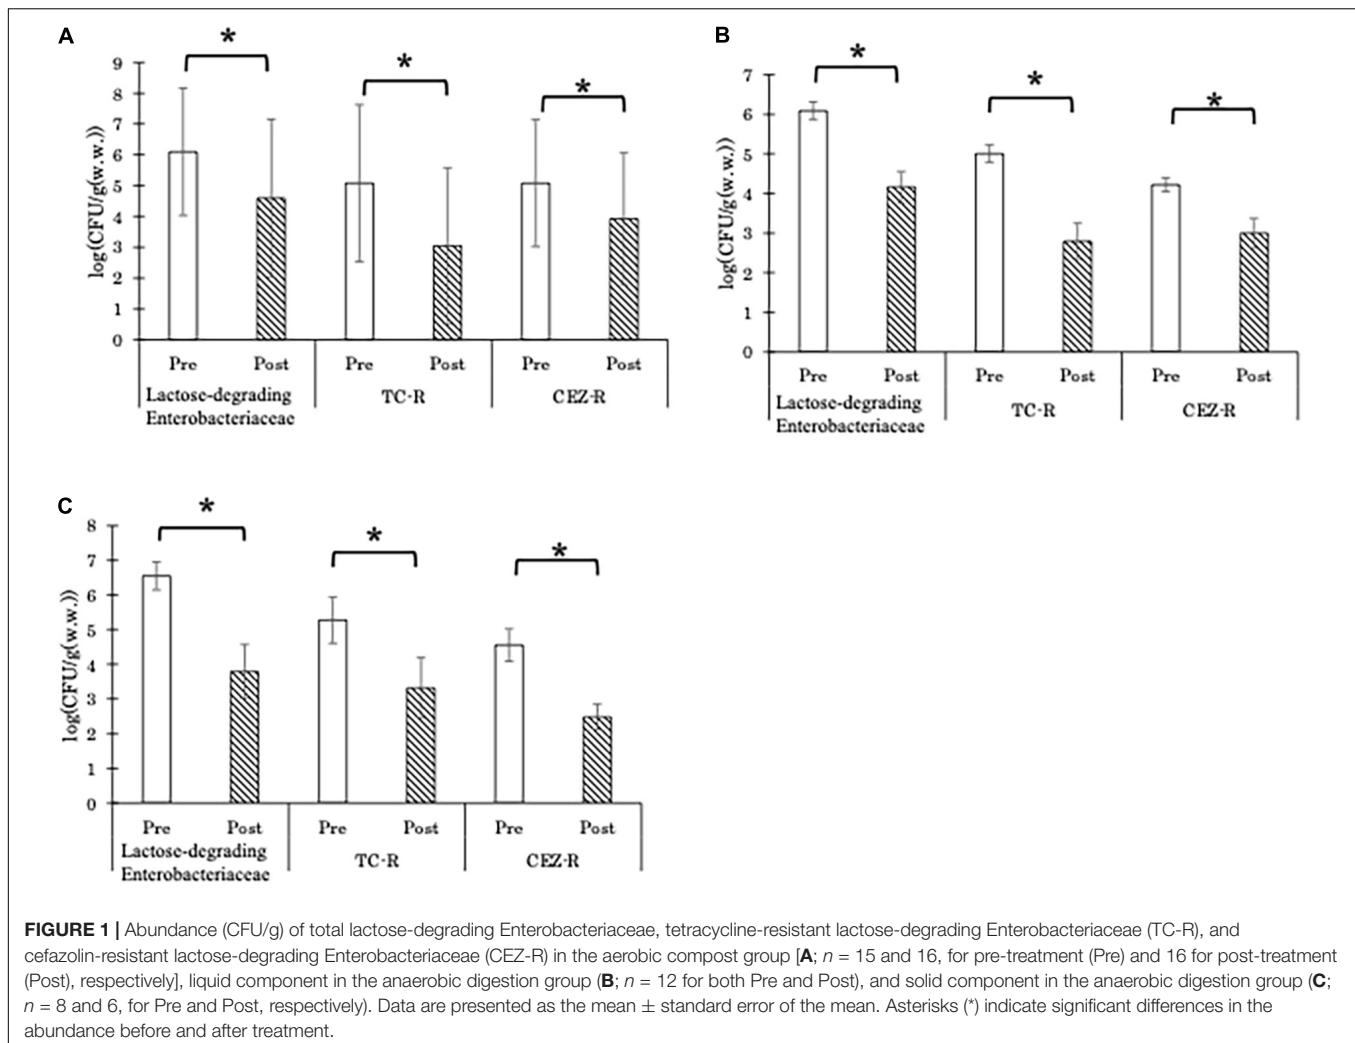 A
*
*
*
log(CFU/g(w.w.))
9
8
7
6
5
4
3
2
1
0
Pre Post Pre Post Pre Post
Lactose-degrading
Enterobacteriaceae
TC-R
CEZ-R
B
*
*
*
log(CFU/g(w.w.))
7
6
5
4
3
2
1
0
Pre Post Pre Post Pre Post
Lactose-degrading
Enterobacteriaceae
TC-R
CEZ-R
C
*
*
*
log(CFU/g(w.w.))
8
7
6
5
4
3
2
1
0
Pre Post Pre Post Pre Post
Lactose-degrading
Enterobacteriaceae
TC-R
CEZ-R
FIGURE 1 | Abundance (CFU/g) of total lactose-degrading Enterobacteriaceae, tetracycline-resistant lactose-degrading Enterobacteriaceae (TC-R), and
cefazolin-resistant lactose-degrading Enterobacteriaceae (CEZ-R) in the aerobic compost group [A; n = 15 and 16, for pre-treatment (Pre) and 16 for post-treatment
(Post), respectively], liquid component in the anaerobic digestion group (B; n = 12 for both Pre and Post), and solid component in the anaerobic digestion group (C;
n = 8 and 6, for Pre and Post, respectively). Data are presented as the mean ± standard error of the mean. Asterisks (*) indicate significant differences in the
abundance before and after treatment.